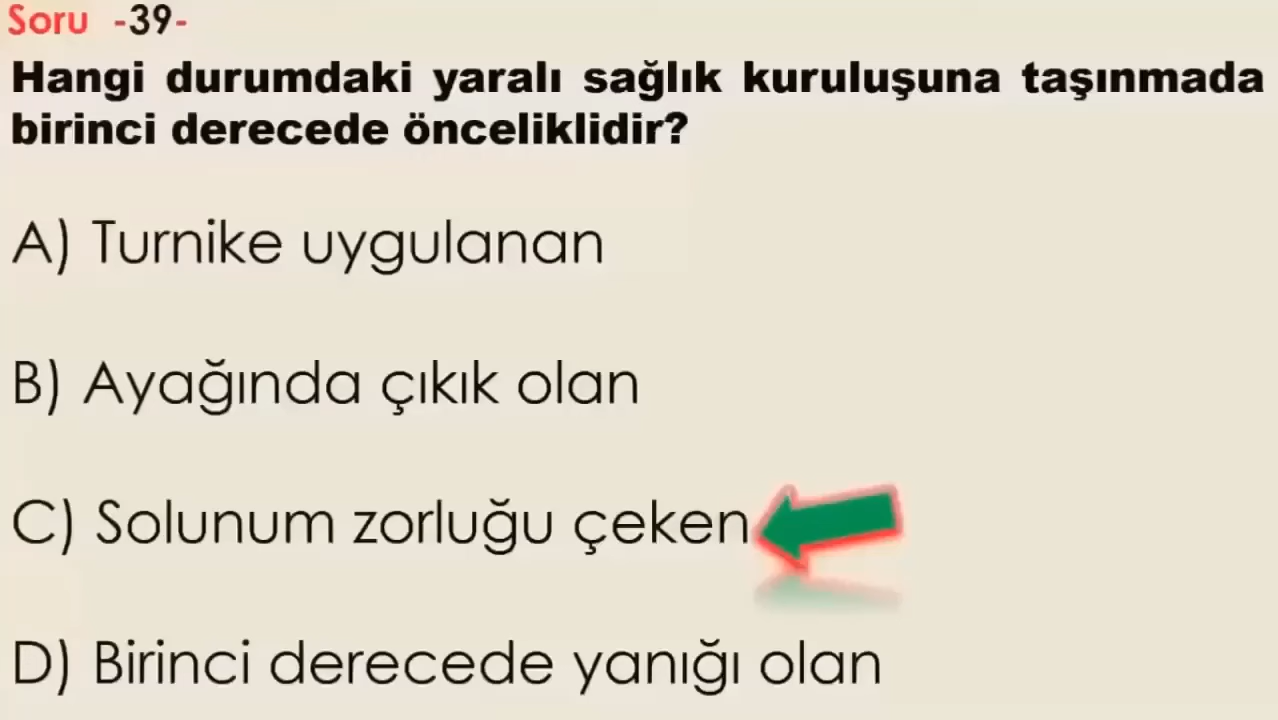 Soru -39-
Hangi durumdaki yaralı sağlık kuruluşuna taşınmada
birinci derecede önceliklidir?
A) Turnike uygulanan
B) Ayağında çıkık olan
C) Solunum zorluğu çeken
D) Birinci derecede yanığı olan